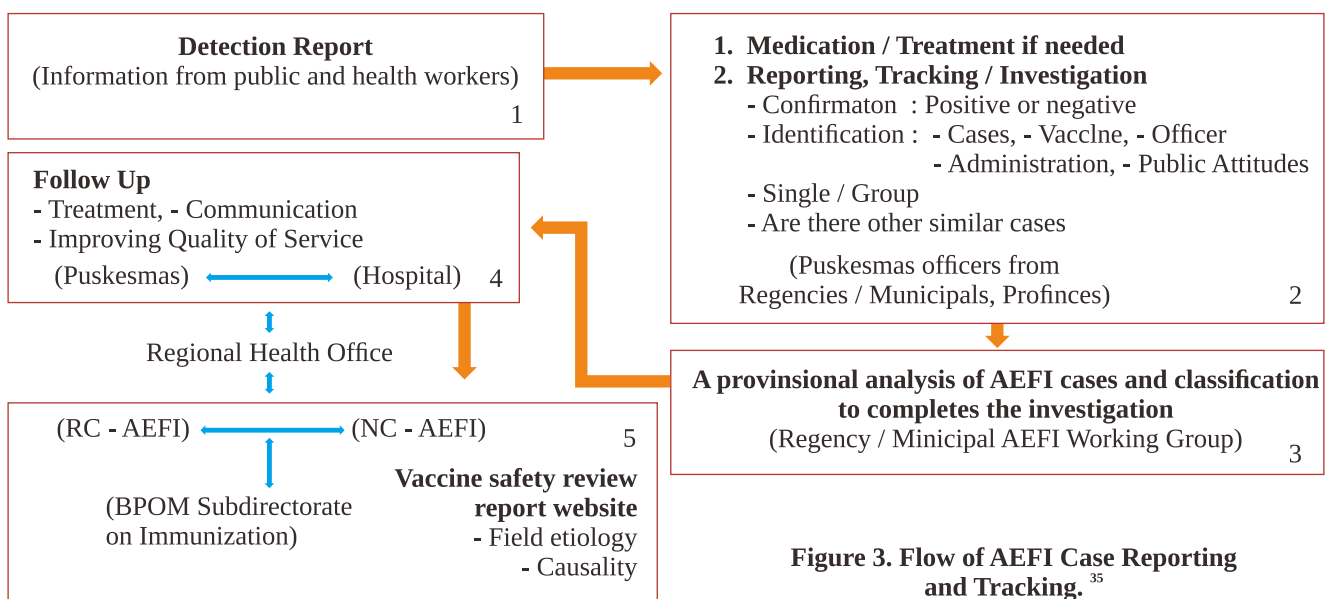 Detection Report
(Information from public and health workers)
1
1. Medication / Treatment if needed
2. Reporting, Tracking / Investigation
- Confirmaton : Positive or negative
- Identification : - Cases, - Vacclne, - Officer
- Administration, - Public Attitudes
- Single / Group
- Are there other similar cases
(Puskesmas officers from
Regencies / Municipals, Profinces)
2
A provinsional analysis of AEFI cases and classification
to completes the investigation
(Regency / Minicipal AEFI Working Group)
3
Follow Up
- Treatment, - Communication
- Improving Quality of Service
(Puskesmas) (Hospital)
4
Regional Health Office
(RC - AEFI) (NC - AEFI)
5
(BPOM Subdirectorate
on Immunization)
Vaccine safety review
report website
- Field etiology
- Causality
Figure 3. Flow of AEFI Case Reporting
and Tracking. 35